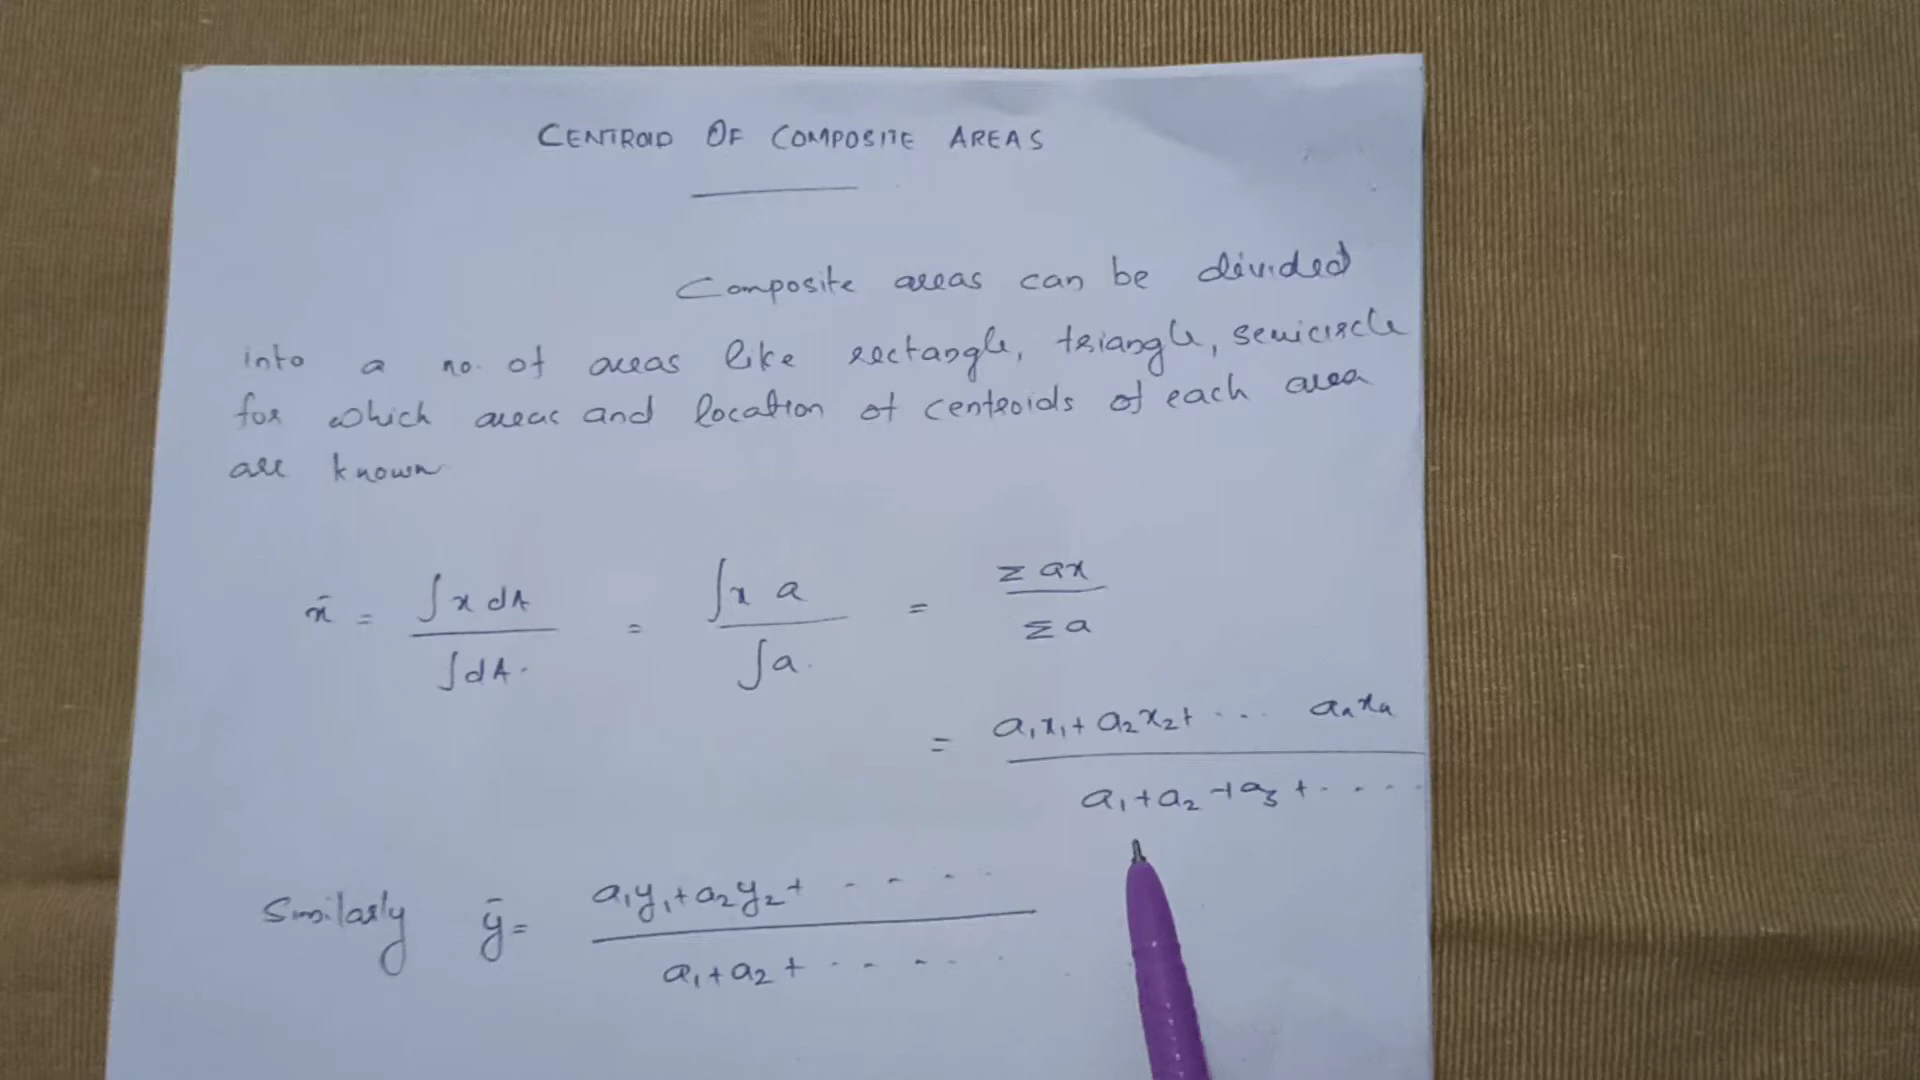 CENTROID OF COMPOSITE AREAS
Composite areas can be divided
into a no. of areas like rectangle, triangle, semicircle
for which areas and location of centroids of each area
are known
x̄ = ∫x dA / ∫dA. = ∫x a / ∫a. = Σ ax / Σ a
= a₁x₁ + a₂x₂ + ... aₙxₙ / a₁ + a₂ + a₃ + ....
Similarly ȳ = a₁y₁ + a₂y₂ + ..... / a₁ + a₂ + .....